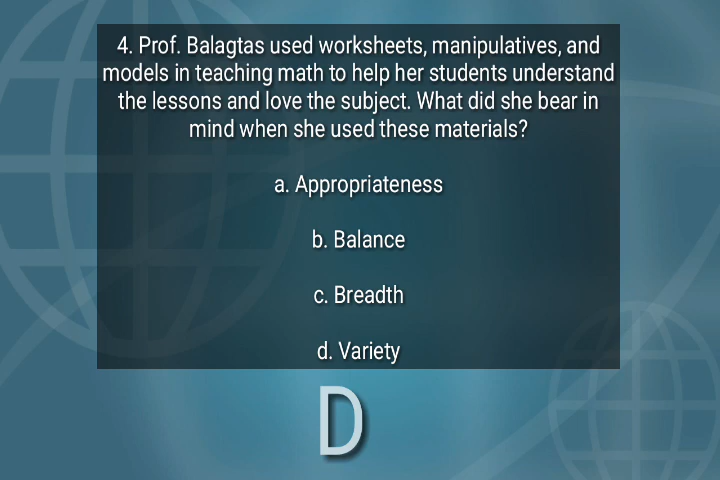 4. Prof. Balagtas used worksheets, manipulatives, and
models in teaching math to help her students understand
the lessons and love the subject. What did she bear in
mind when she used these materials?
a. Appropriateness
b. Balance
c. Breadth
d. Variety
D